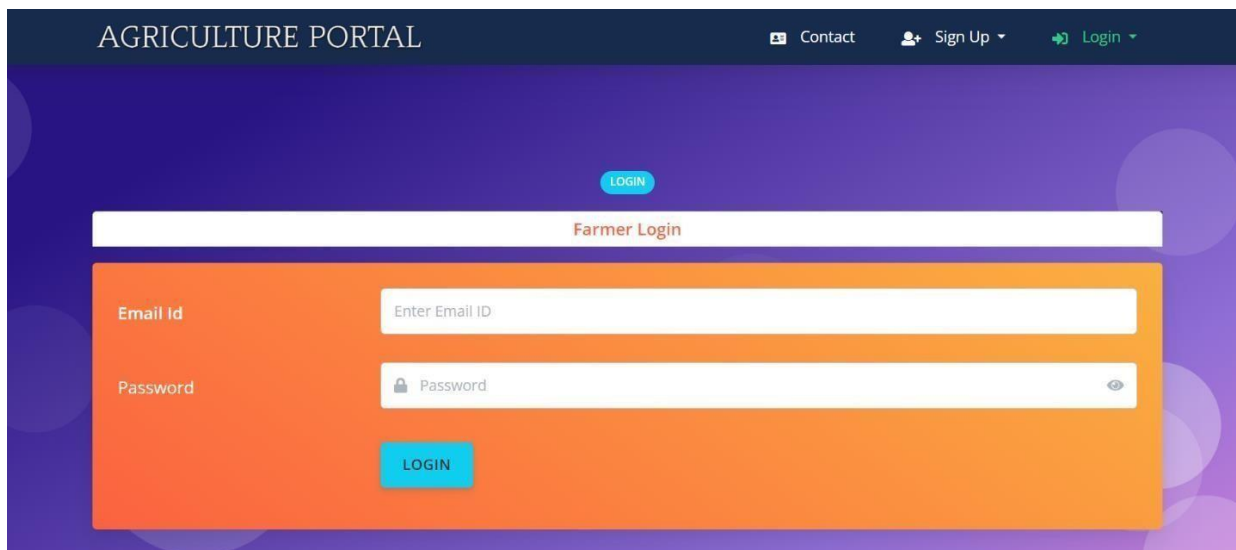 AGRICULTURE PORTAL
Contact Sign Up Login
LOGIN
Farmer Login
Email Id Enter Email ID
Password Password
LOGIN